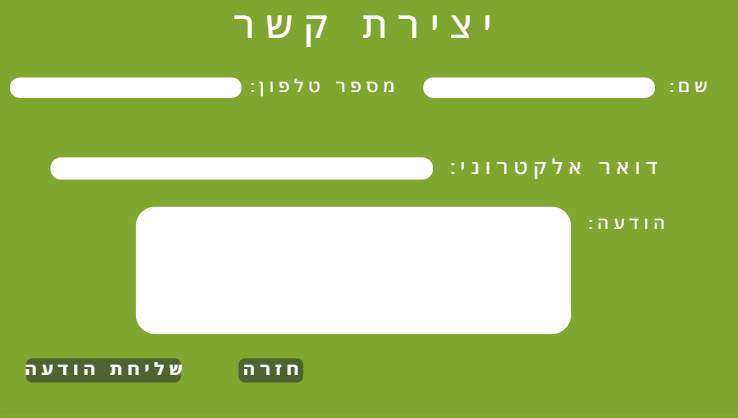 יצירת קשר
שם: מספר טלפון:
דואר אלקטרוני:
הודעה:
חזרה שליחת הודעה